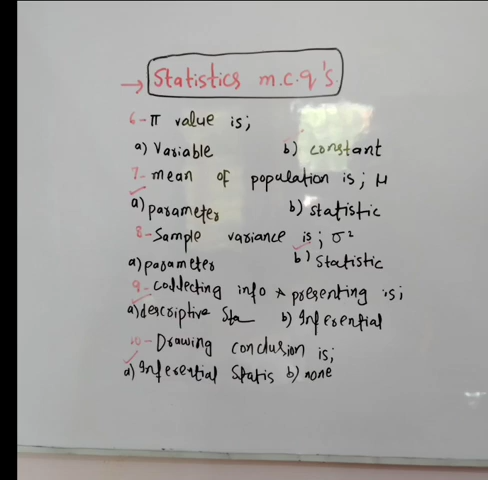 → Statistics m.c.q's.
6- π value is;
a) Variable b) constant
7- mean of population is; μ
a) parameter b) statistic
8- Sample variance is; σ²
a) parameter b) Statistic
9- collecting info & presenting is;
a) descriptive Sta b) Inferential
10- Drawing conclusion is;
a) Inferential Statis b) none